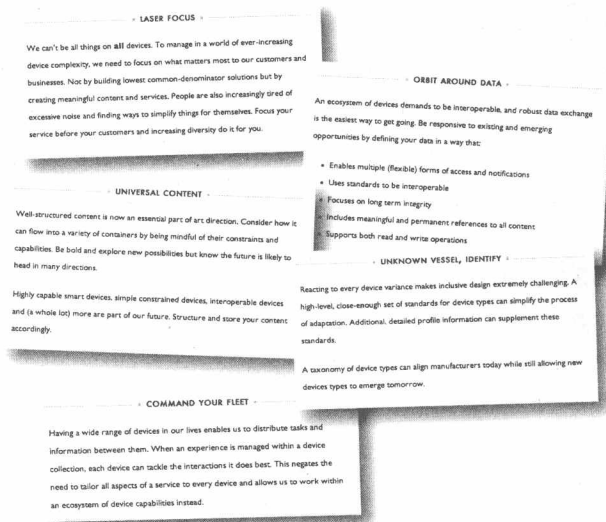 LASER FOCUS
We can't be all things on all devices. To manage in a world of ever-increasing
device complexity, we need to focus on what matters most to our customers and
businesses. Not by building lowest common-denominator solutions but by
creating meaningful content and services. People are also increasingly tired of
excessive noise and finding ways to simplify things for themselves. Focus your
service before your customers and increasing diversity do it for you.
ORBIT AROUND DATA
An ecosystem of devices demands to be interoperable, and robust data exchange
is the easiest way to get going. Be responsive to existing and emerging
opportunities by defining your data in a way that:
• Enables multiple (flexible) forms of access and notifications
• Uses standards to be interoperable
• Focuses on long term integrity
• Includes meaningful and permanent references to all content
• Supports both read and write operations
UNIVERSAL CONTENT
Well-structured content is now an essential part of art direction. Consider how it
can flow into a variety of containers by being mindful of their constraints and
capabilities. Be bold and explore new possibilities but know the future is likely to
head in many directions.
Highly capable smart devices, simple constrained devices, interoperable devices
and (a whole lot) more are part of our future. Structure and store your content
accordingly.
UNKNOWN VESSEL, IDENTIFY
Reacting to every device variance makes inclusive design extremely challenging. A
high-level, close-enough set of standards for device types can simplify the process
of adaptation. Additional, detailed profile information can supplement these
standards.
A taxonomy of device types can align manufacturers today while still allowing new
devices types to emerge tomorrow.
COMMAND YOUR FLEET
Having a wide range of devices in our lives enables us to distribute tasks and
information between them. When an experience is managed within a device
collection, each device can tackle the interactions it does best. This negates the
need to tailor all aspects of a service to every device and allows us to work within
an ecosystem of device capabilities instead.